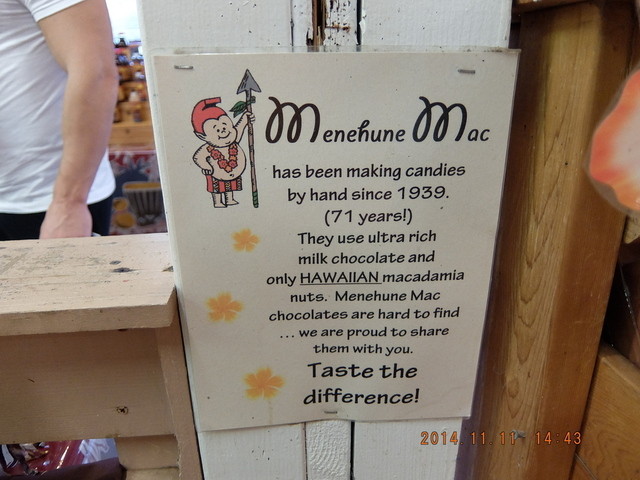 Menehune Mac
has been making candies
by hand since 1939.
(71 years!)
They use ultra rich
milk chocolate and
only HAWAIIAN macadamia
nuts. Menehune Mac
chocolates are hard to find
... we are proud to share
them with you.
Taste the
difference!
2014.11.11 14:43